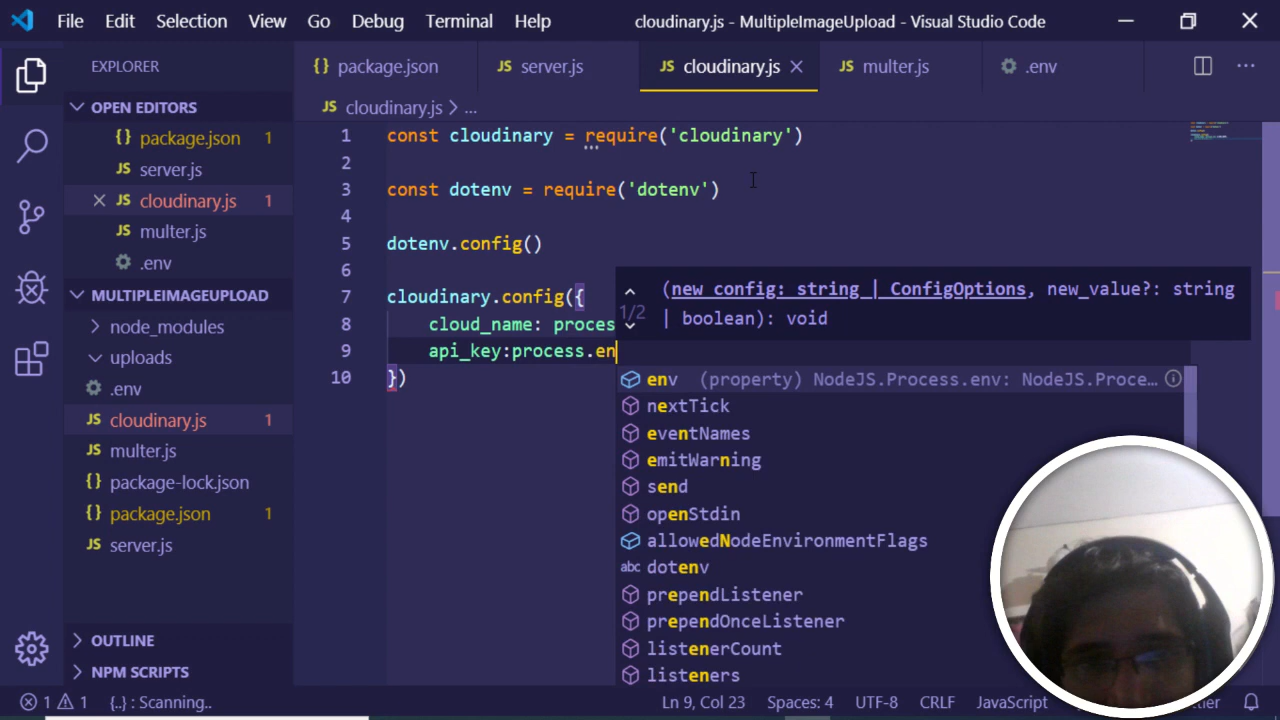 File Edit Selection View Go Debug Terminal Help cloudinary.js - MultipleImageUpload - Visual Studio Code
EXPLORER
{} package.json JS server.js JS cloudinary.js JS multer.js .env
OPEN EDITORS
{} package.json 1
JS server.js
JS cloudinary.js 1
JS multer.js
.env
MULTIPLEIMAGEUPLOAD
node_modules
uploads
.env
JS cloudinary.js 1
JS multer.js
{} package-lock.json
{} package.json 1
JS server.js
OUTLINE
NPM SCRIPTS
JS cloudinary.js > ...
1 const cloudinary = require('cloudinary')
2
3 const dotenv = require('dotenv')
4
5 dotenv.config()
6
7 cloudinary.config({
8 cloud_name: proces
9 api_key:process.en
10 })
1/2
(new_config: string | ConfigOptions, new_value?: string
| boolean): void
env (property) NodeJS.Process.env: NodeJS.Proce…
nextTick
eventNames
emitWarning
send
openStdin
allowedNodeEnvironmentFlags
abc dotenv
prependListener
prependOnceListener
listenerCount
listeners
1 1 {..} : Scanning.. Ln 9, Col 23 Spaces: 4 UTF-8 CRLF JavaScript